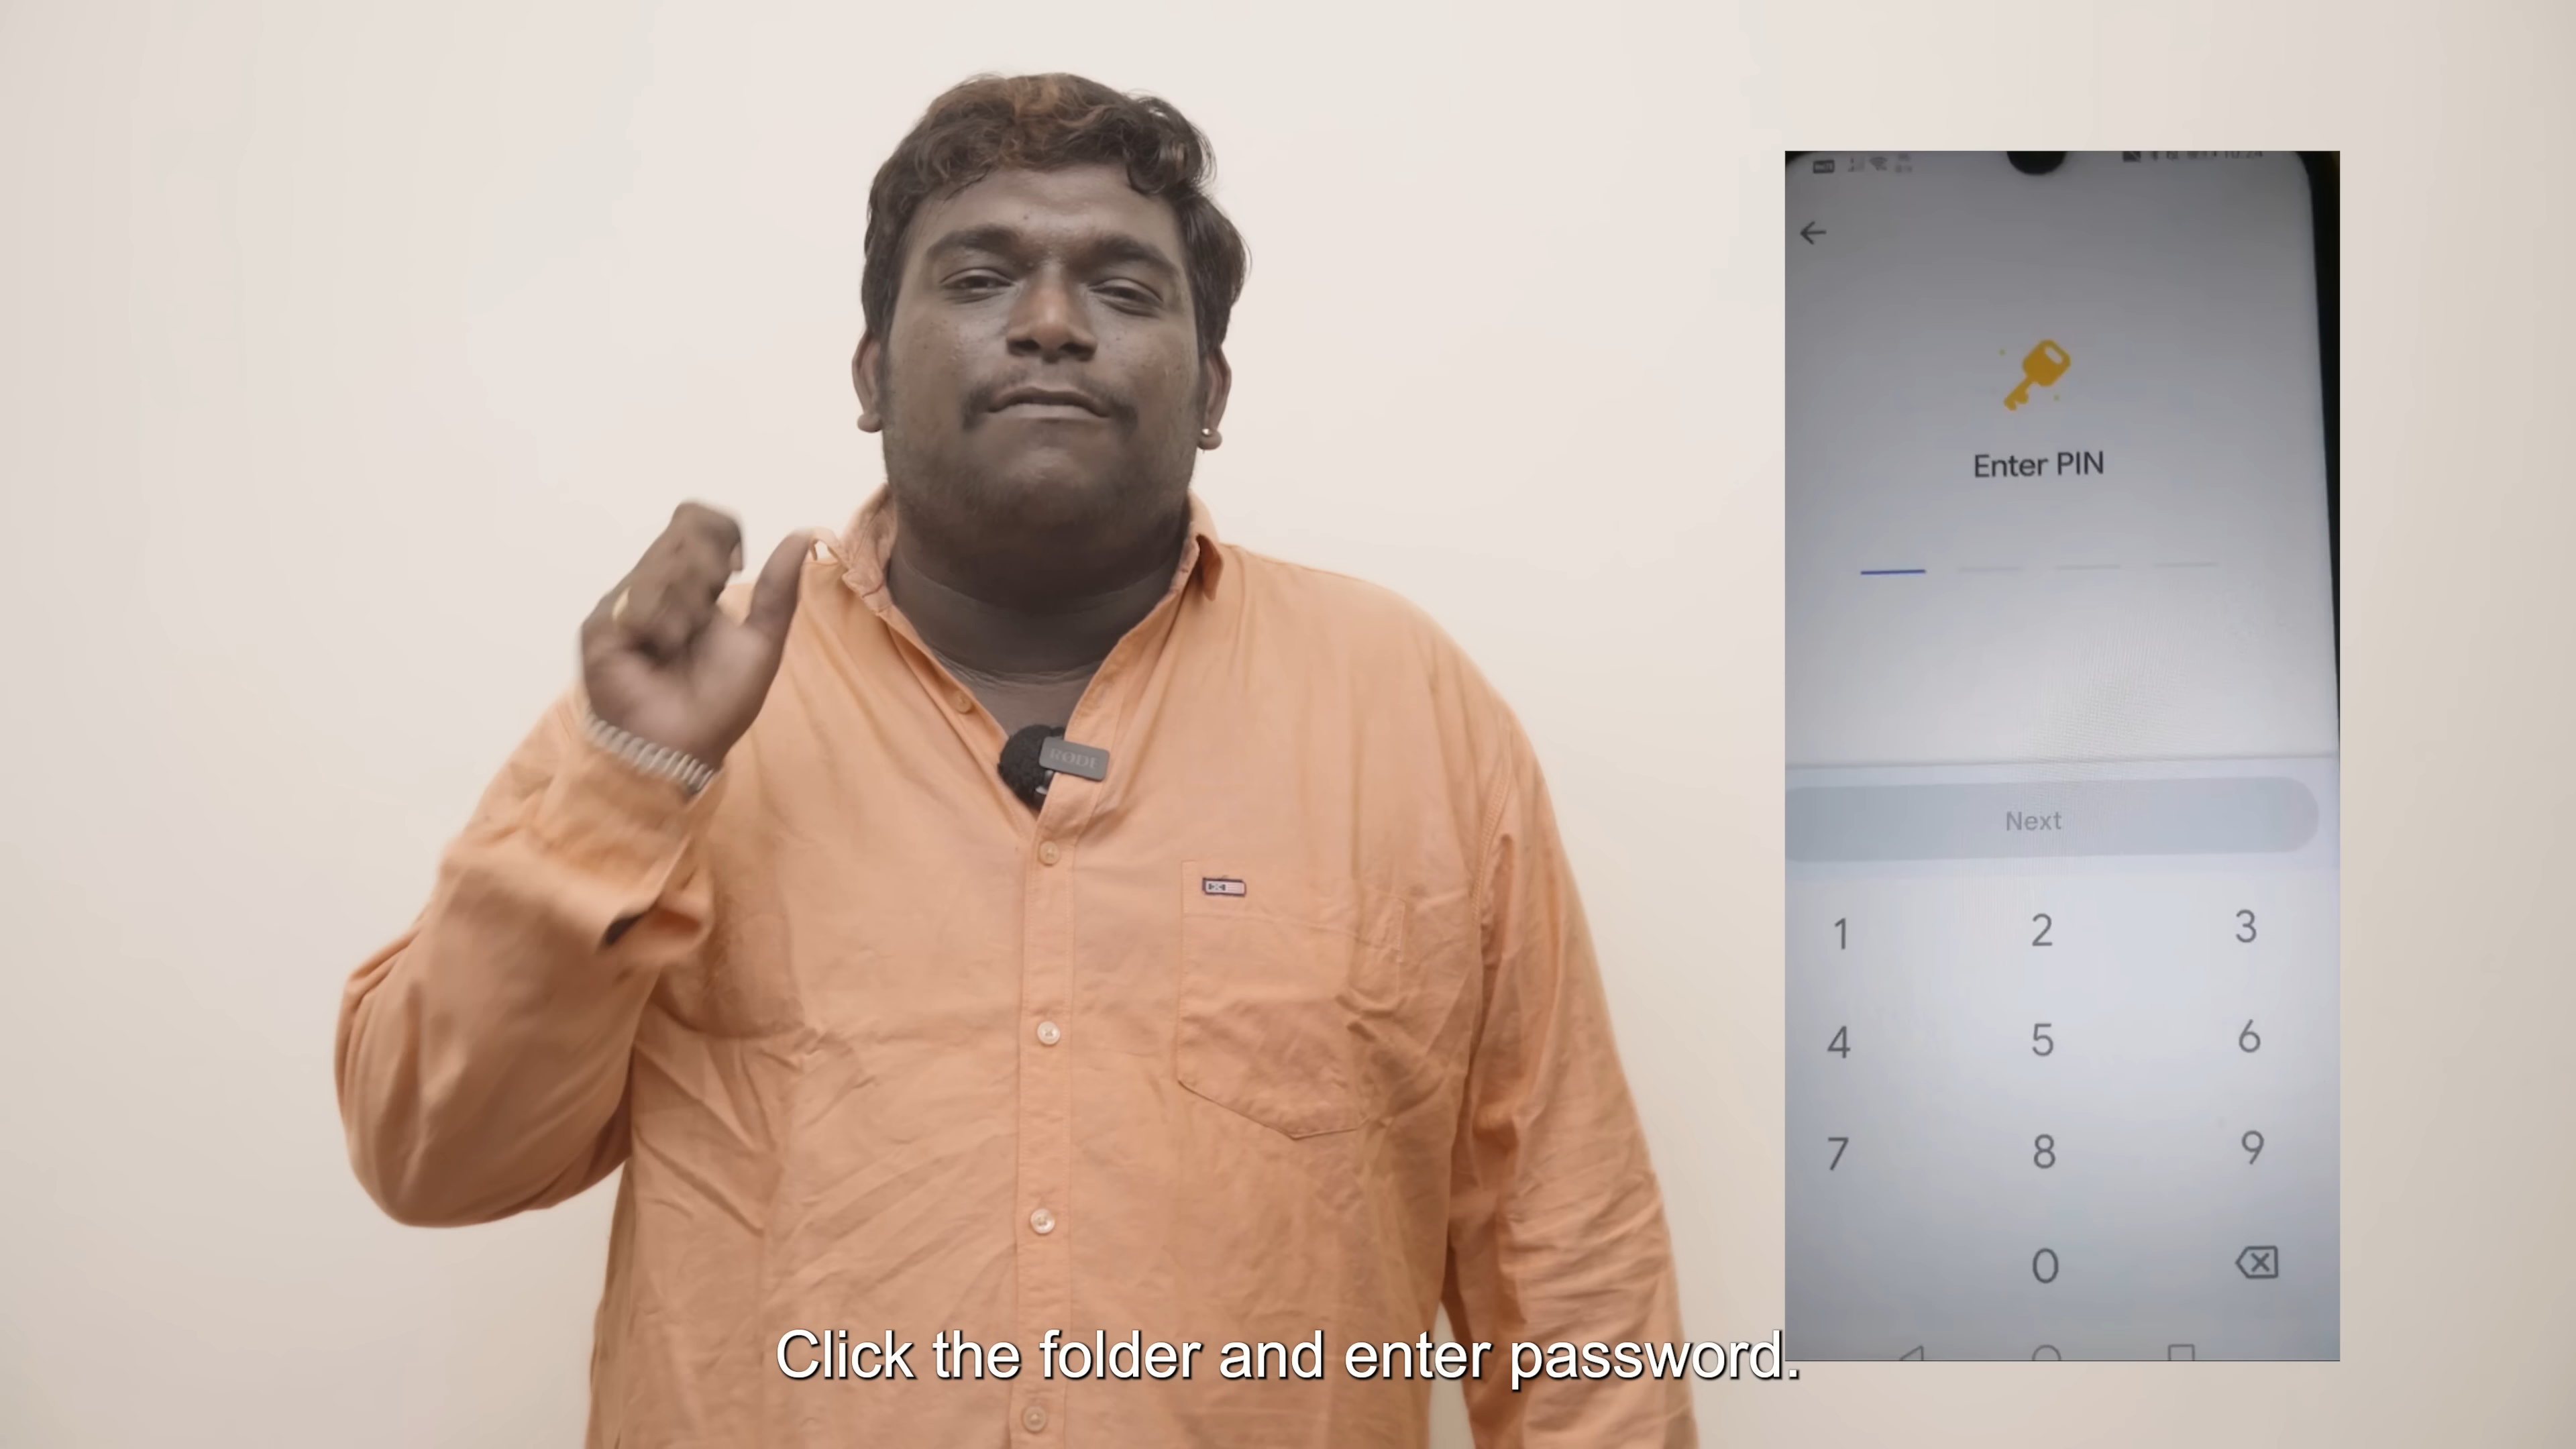 Enter PIN
Next
1 2 3
4 5 6
7 8 9
0
RØDE
Click the folder and enter password.